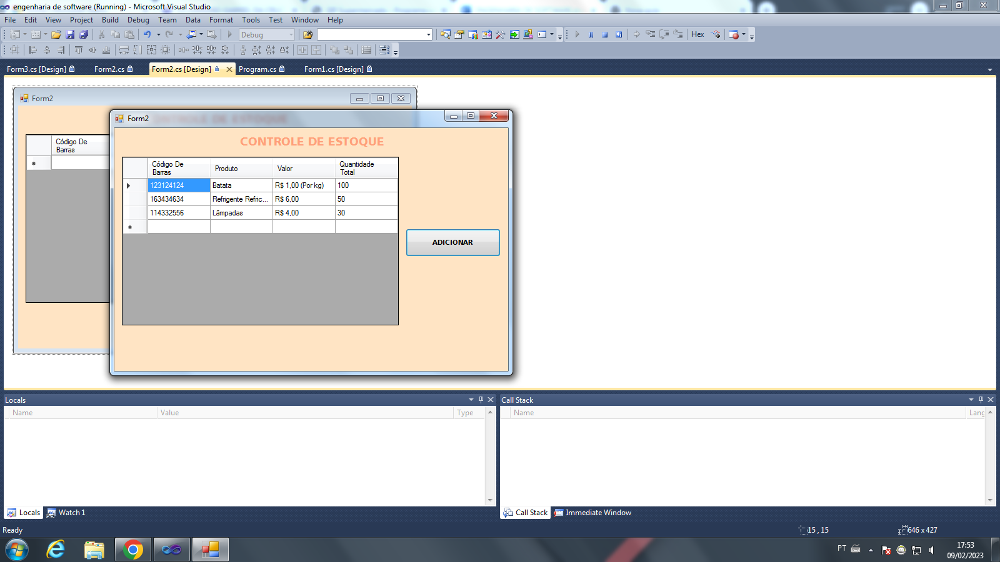 engenharia de software (Running) - Microsoft Visual Studio
File Edit View Project Build Debug Team Data Format Tools Test Window Help
Debug
Hex
Form3.cs [Design] Form2.cs Form2.cs [Design] Program.cs Form1.cs [Design]
Form2
Código De
Barras
Form2
CONTROLE DE ESTOQUE
Código De
Barras Produto Valor Quantidade
Total
123124124 Batata R$ 1,00 (Por kg) 100
163434634 Refrigente Refric... R$ 6,00 50
114332556 Lâmpadas R$ 4,00 30
ADICIONAR
Locals
Name Value Type
Call Stack
Name Lang
Locals Watch 1
Call Stack Immediate Window
Ready 15 , 15 646 x 427
PT 17:53
09/02/2023